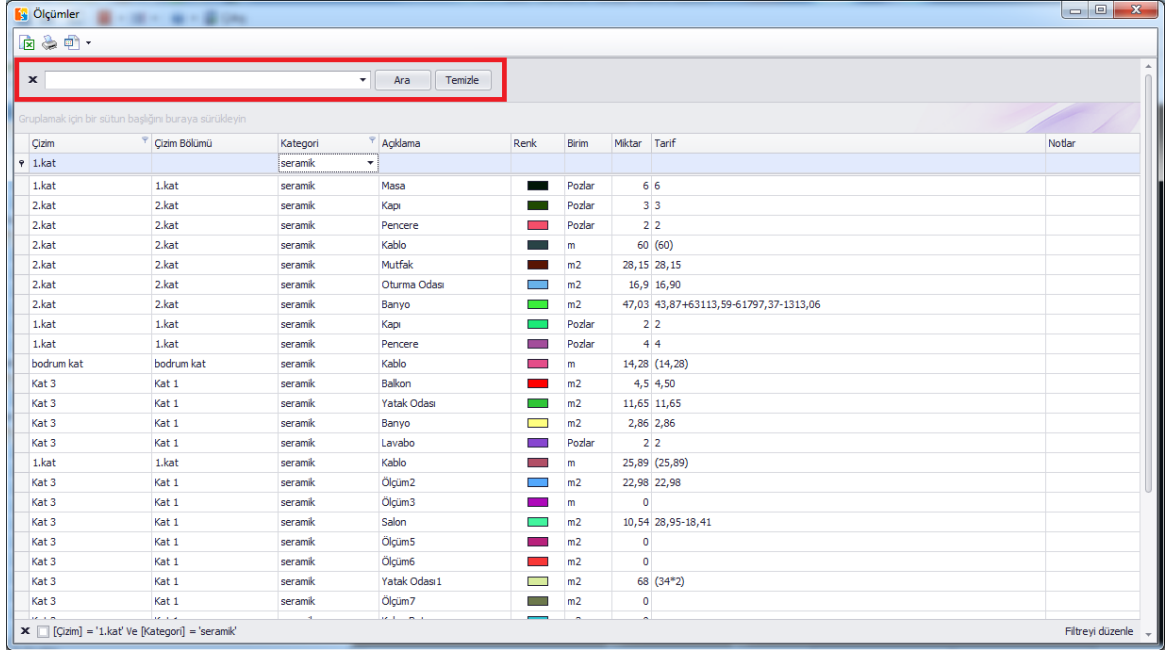 Ölçümler
Ara Temizle
Gruplamak için bir sütun başlığını buraya sürükleyin
Çizim Çizim Bölümü Kategori Açıklama Renk Birim Miktar Tarif Notlar
1.kat seramik
1.kat 1.kat seramik Masa Pozlar 6 6
2.kat 2.kat seramik Kapı Pozlar 3 3
2.kat 2.kat seramik Pencere Pozlar 2 2
2.kat 2.kat seramik Kablo m 60 (60)
2.kat 2.kat seramik Mutfak m2 28,15 28,15
2.kat 2.kat seramik Oturma Odası m2 16,9 16,90
2.kat 2.kat seramik Banyo m2 47,03 43,87+63113,59-61797,37-1313,06
1.kat 1.kat seramik Kapı Pozlar 2 2
1.kat 1.kat seramik Pencere Pozlar 4 4
bodrum kat bodrum kat seramik Kablo m 14,28 (14,28)
Kat 3 Kat 1 seramik Balkon m2 4,5 4,50
Kat 3 Kat 1 seramik Yatak Odası m2 11,65 11,65
Kat 3 Kat 1 seramik Banyo m2 2,86 2,86
Kat 3 Kat 1 seramik Lavabo Pozlar 2 2
1.kat 1.kat seramik Kablo m 25,89 (25,89)
Kat 3 Kat 1 seramik Ölçüm2 m2 22,98 22,98
Kat 3 Kat 1 seramik Ölçüm3 m 0
Kat 3 Kat 1 seramik Salon m2 10,54 28,95-18,41
Kat 3 Kat 1 seramik Ölçüm5 m2 0
Kat 3 Kat 1 seramik Ölçüm6 m2 0
Kat 3 Kat 1 seramik Yatak Odası1 m2 68 (34*2)
Kat 3 Kat 1 seramik Ölçüm7 m2 0
[Çizim] = '1.kat' Ve [Kategori] = 'seramik' Filtreyi düzenle